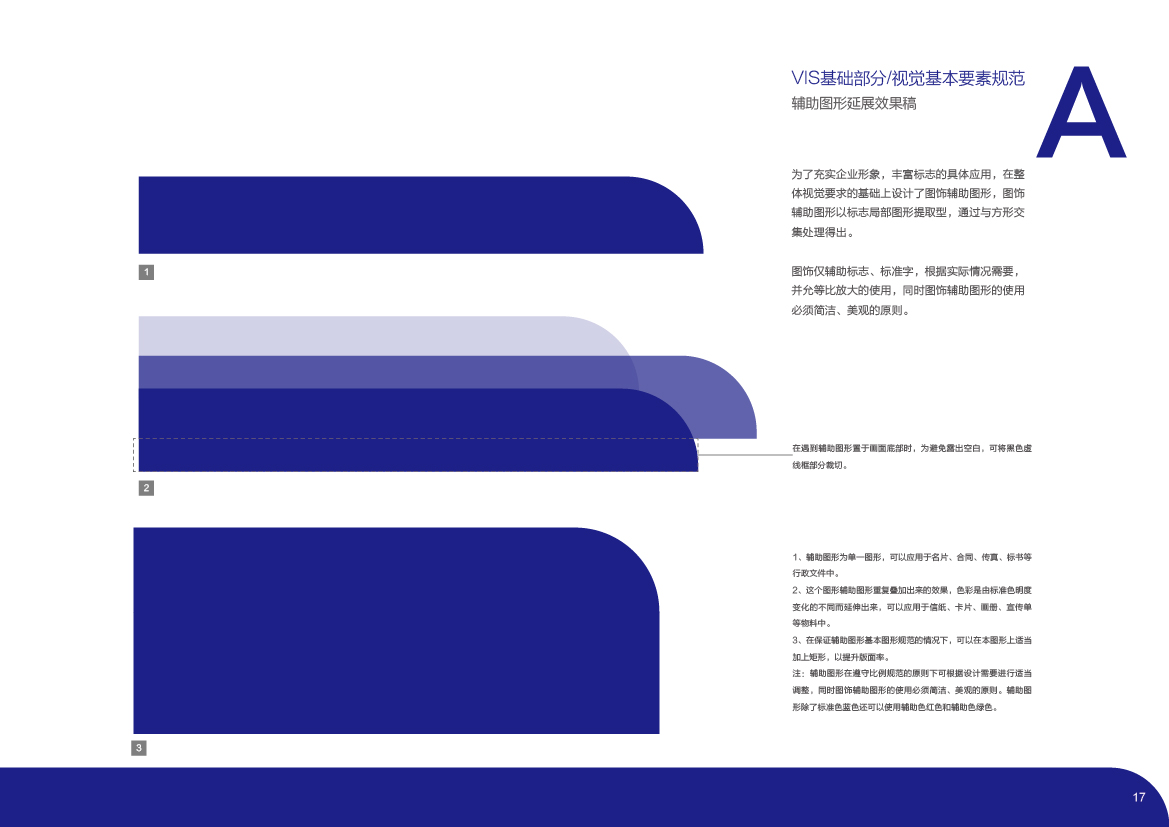 VIS基础部分/视觉基本要素规范
辅助图形延展效果稿
A
为了充实企业形象，丰富标志的具体应用，在整
体视觉要求的基础上设计了图饰辅助图形，图饰
辅助图形以标志局部图形提取型，通过与方形交
集处理得出。
图饰仅辅助标志、标准字，根据实际情况需要，
并允等比放大的使用，同时图饰辅助图形的使用
必须简洁、美观的原则。
1
在遇到辅助图形置于画面底部时，为避免露出空白，可将黑色虚
线框部分裁切。
2
1、辅助图形为单一图形，可以应用于名片、合同、传真、标书等
行政文件中。
2、这个图形辅助图形重复叠加出来的效果，色彩是由标准色明度
变化的不同而延伸出来，可以应用于信纸、卡片、画册、宣传单
等物料中。
3、在保证辅助图形基本图形规范的情况下，可以在本图形上适当
加上矩形，以提升版面率。
注：辅助图形在遵守比例规范的原则下可根据设计需要进行适当
调整，同时图饰辅助图形的使用必须简洁、美观的原则。辅助图
形除了标准色蓝色还可以使用辅助色红色和辅助色绿色。
3
17